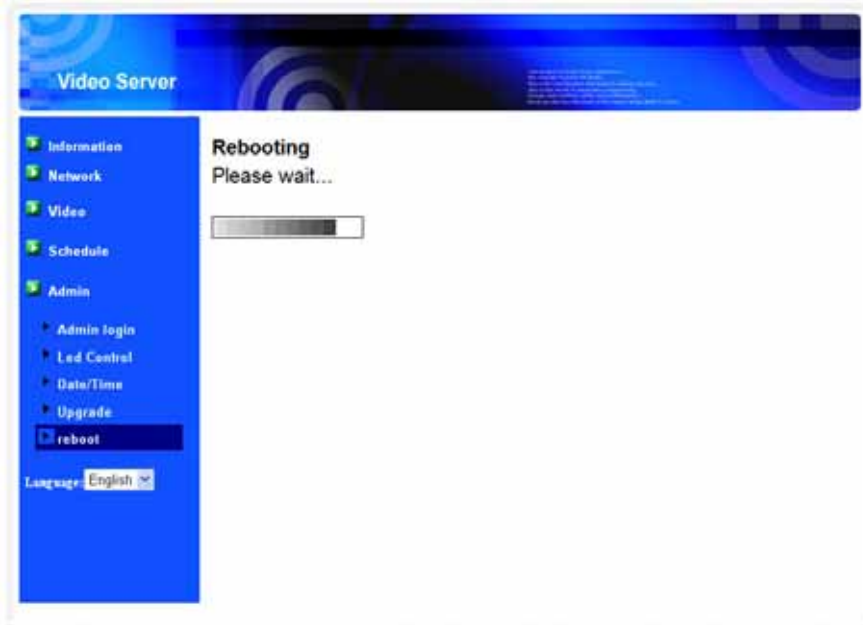 Video Server
Information
Network
Video
Schedule
Admin
Admin login
Led Control
Date/Time
Upgrade
reboot
Language: English
Rebooting
Please wait...